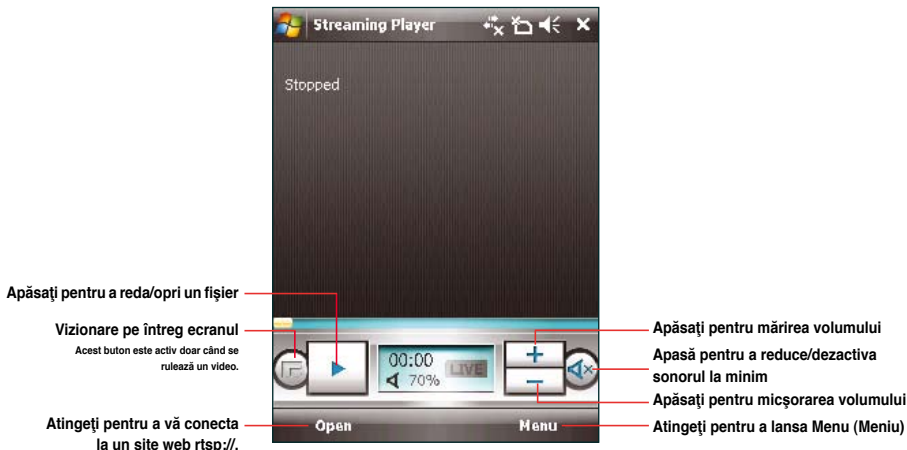 Streaming Player
Stopped
Apăsaţi pentru a reda/opri un fişier
Vizionare pe întreg ecranul
Acest buton este activ doar când se
rulează un video.
Atingeţi pentru a vă conecta
la un site web rtsp://.
00:00
70%
LIVE
Open
Menu
Apăsaţi pentru mărirea volumului
Apasă pentru a reduce/dezactiva
sonorul la minim
Apăsaţi pentru micşorarea volumului
Atingeţi pentru a lansa Menu (Meniu)